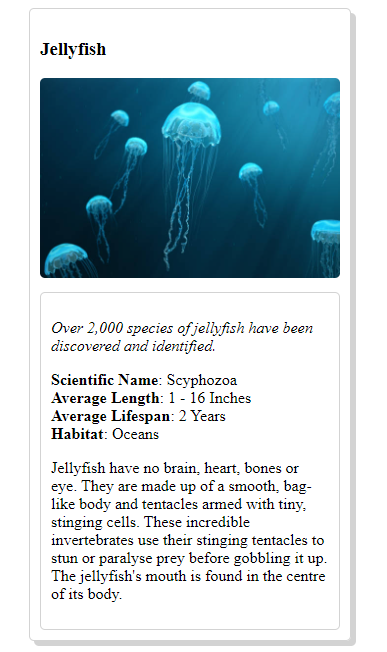 Jellyfish
Over 2,000 species of jellyfish have been
discovered and identified.
Scientific Name: Scyphozoa
Average Length: 1 - 16 Inches
Average Lifespan: 2 Years
Habitat: Oceans
Jellyfish have no brain, heart, bones or
eye. They are made up of a smooth, bag-
like body and tentacles armed with tiny,
stinging cells. These incredible
invertebrates use their stinging tentacles to
stun or paralyse prey before gobbling it up.
The jellyfish's mouth is found in the centre
of its body.